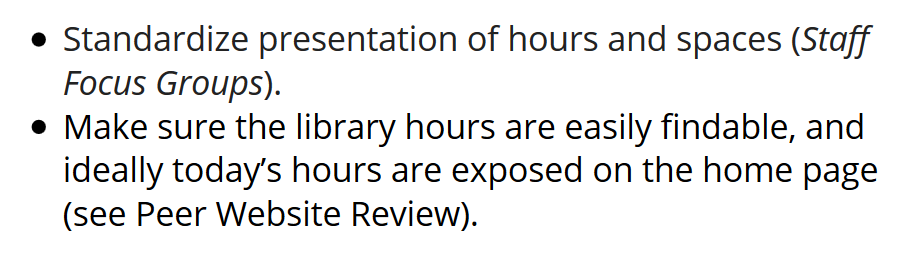 • Standardize presentation of hours and spaces (Staff
Focus Groups).
• Make sure the library hours are easily findable, and
ideally today’s hours are exposed on the home page
(see Peer Website Review).